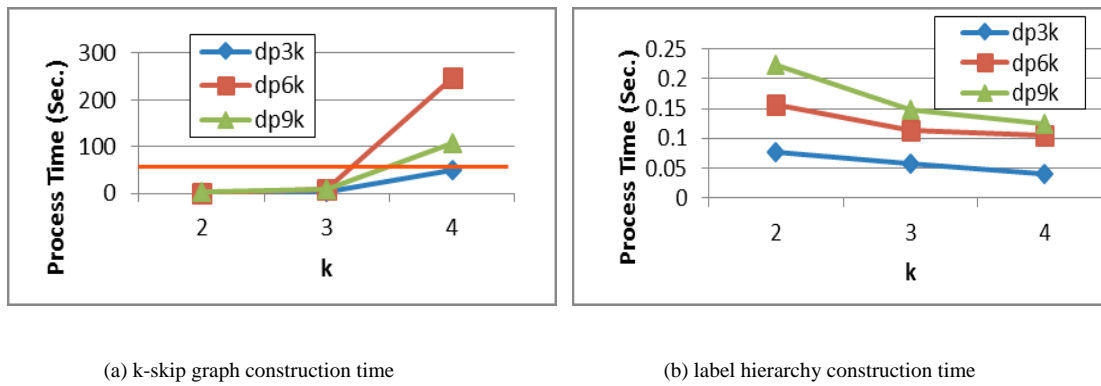 300
200
100
0
Process Time (Sec.)
dp3k
dp6k
dp9k
2 3 4
k
0.25
0.2
0.15
0.1
0.05
0
Process Time (Sec.)
dp3k
dp6k
dp9k
2 3 4
k
(a) k-skip graph construction time
(b) label hierarchy construction time